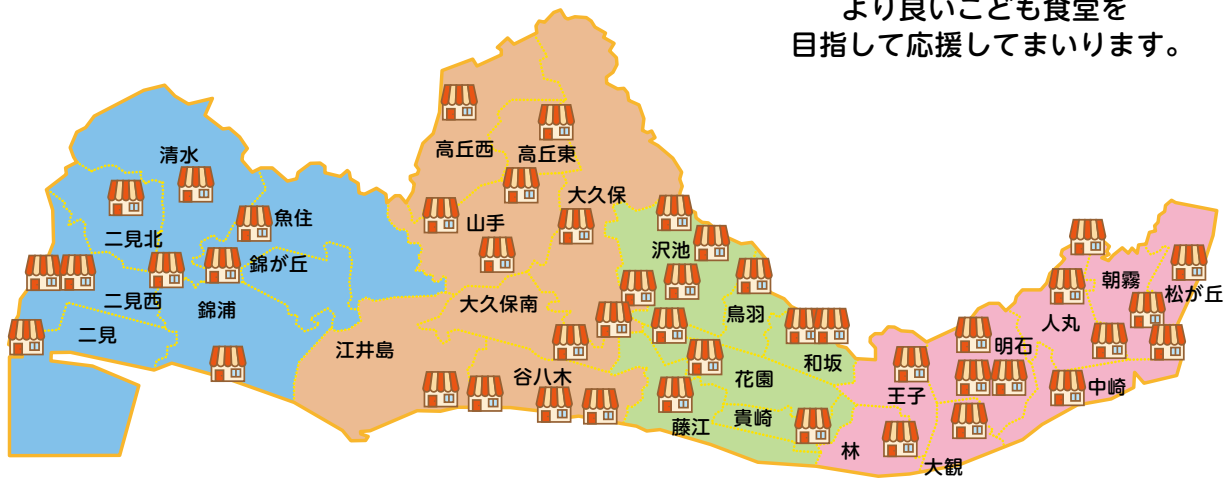 より良いこども食堂を
目指して応援してまいります。
清水
魚住
二見北
錦が丘
二見西
錦浦
二見
高丘西
高丘東
大久保
山手
大久保南
江井島
谷八木
沢池
鳥羽
和坂
花園
貴崎
藤江
朝霧
松が丘
人丸
明石
中崎
王子
林
大観